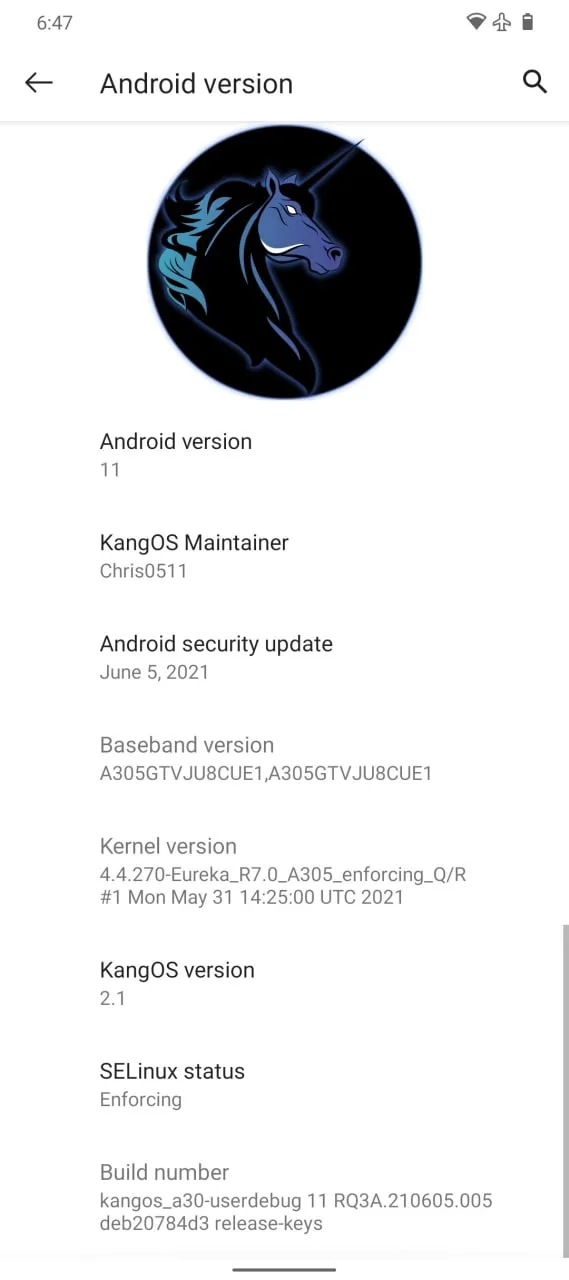 6:47
Android version
Android version
11
KangOS Maintainer
Chris0511
Android security update
June 5, 2021
Baseband version
A305GTVJU8CUE1,A305GTVJU8CUE1
Kernel version
4.4.270-Eureka_R7.0_A305_enforcing_Q/R
#1 Mon May 31 14:25:00 UTC 2021
KangOS version
2.1
SELinux status
Enforcing
Build number
kangos_a30-userdebug 11 RQ3A.210605.005
deb20784d3 release-keys